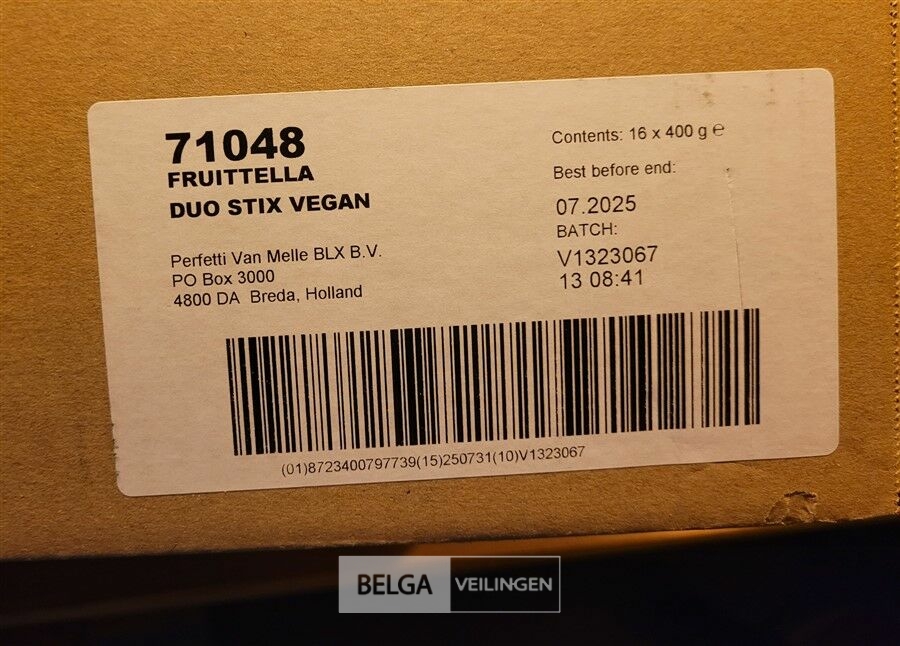 71048
FRUITTELLA
DUO STIX VEGAN
Perfetti Van Melle BLX B.V.
PO Box 3000
4800 DA Breda, Holland
Contents: 16 x 400 g ℮
Best before end:
07.2025
BATCH:
V1323067
13 08:41
(01)8723400797739(15)250731(10)V1323067
BELGA VEILINGEN